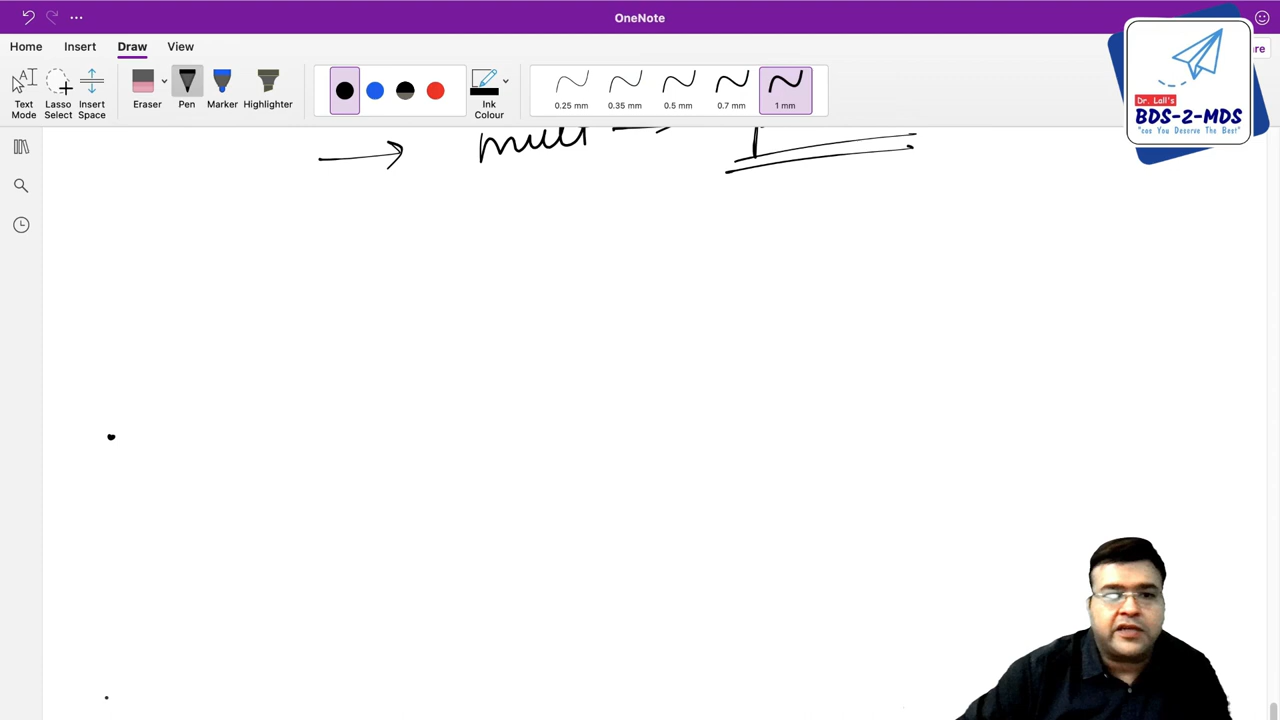 OneNote
Home Insert Draw View
Text Mode
Lasso Select
Insert Space
Eraser
Pen
Marker
Highlighter
Ink Colour
0.25 mm
0.35 mm
0.5 mm
0.7 mm
1 mm
Dr. Lall's
BDS-2-MDS
"cos You Deserve The Best"